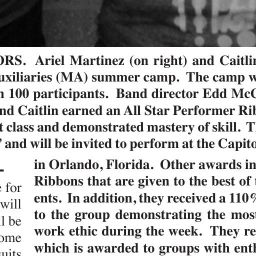 ORS. Ariel Martinez (on right) and Caitlin
auxiliaries (MA) summer camp. The camp w
100 participants. Band director Edd McC
nd Caitlin earned an All Star Performer Rib
t class and demonstrated mastery of skill. T
and will be invited to perform at the Capito
in Orlando, Florida. Other awards in
Ribbons that are given to the best of
e for
ents. In addition, they received a 110%
will
to the group demonstrating the most
l be
work ethic during the week. They re
ome
which is awarded to groups with enth
uits